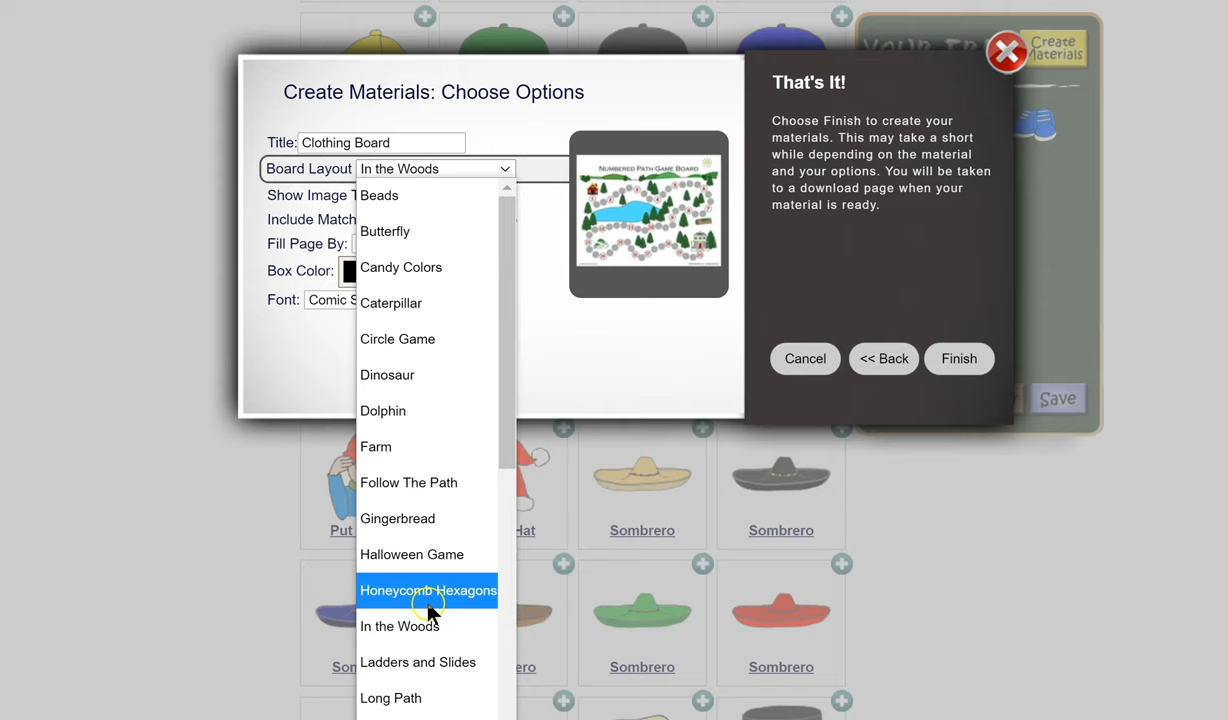 Create Materials: Choose Options
Title: Clothing Board
Board Layout In the Woods
Show Image T
Include Match
Fill Page By:
Box Color:
Font: Comic S
Beads
Butterfly
Candy Colors
Caterpillar
Circle Game
Dinosaur
Dolphin
Farm
Follow The Path
Gingerbread
Halloween Game
Honeycomb Hexagons
In the Woods
Ladders and Slides
Long Path
NUMBERED PATH GAME BOARD
That's It!
Choose Finish to create your
materials. This may take a short
while depending on the material
and your options. You will be taken
to a download page when your
material is ready.
Cancel
<< Back
Finish
YOUR
Create
Materials
Save
Put
Hat
Sombrero
Sombrero
Som
ero
Sombrero
Sombrero